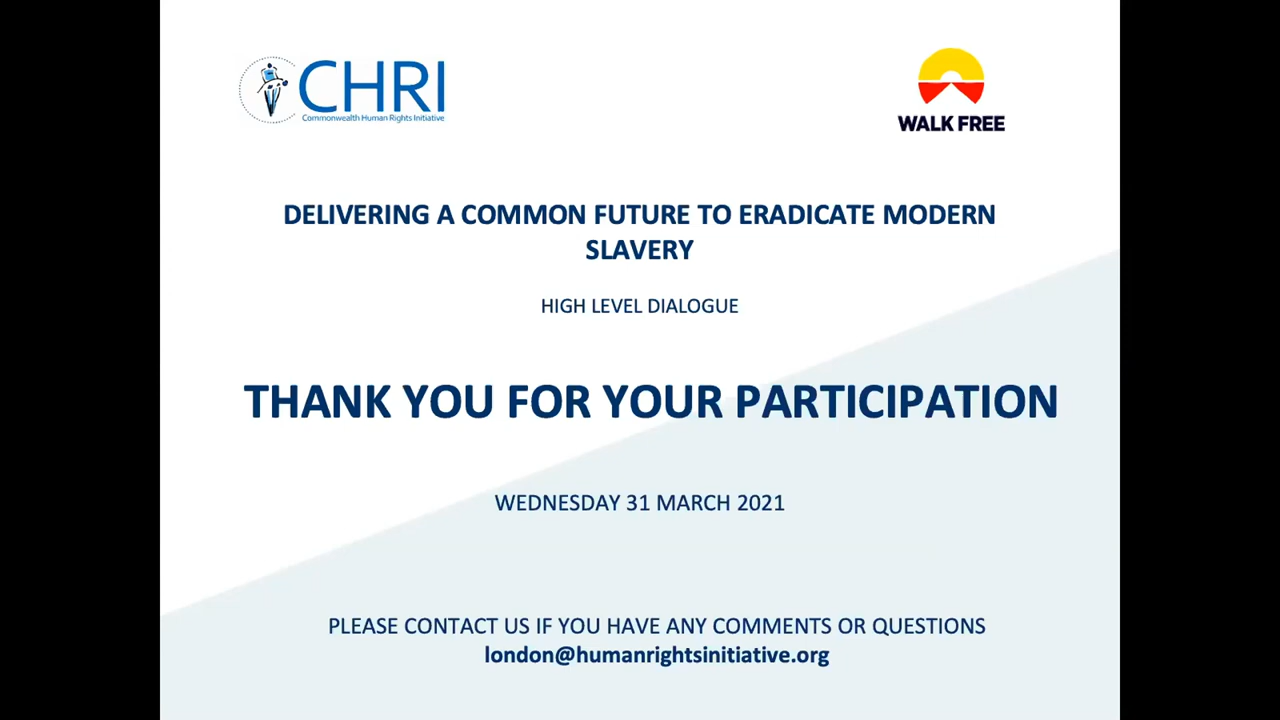 CHRI
Commonwealth Human Rights Initiative
WALK FREE
DELIVERING A COMMON FUTURE TO ERADICATE MODERN
SLAVERY
HIGH LEVEL DIALOGUE
THANK YOU FOR YOUR PARTICIPATION
WEDNESDAY 31 MARCH 2021
PLEASE CONTACT US IF YOU HAVE ANY COMMENTS OR QUESTIONS
london@humanrightsinitiative.org